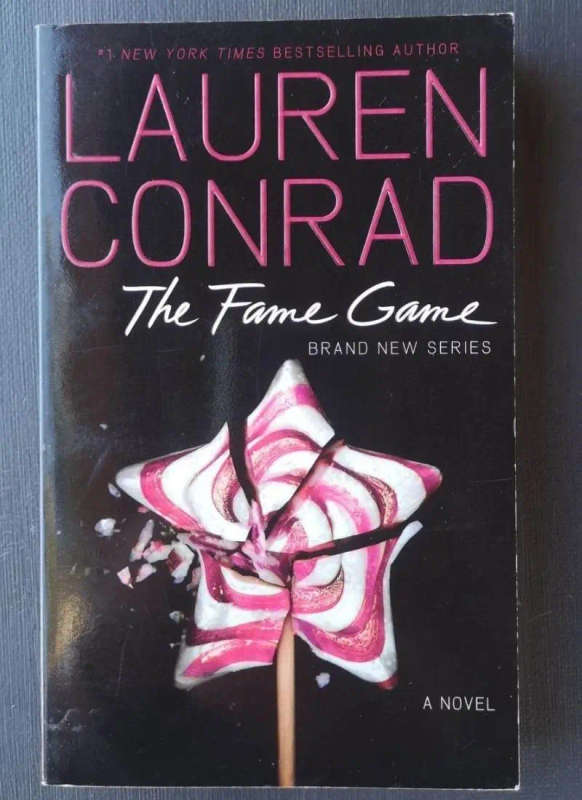 #1 NEW YORK TIMES BESTSELLING AUTHOR
LAUREN
CONRAD
The Fame Game
BRAND NEW SERIES
A NOVEL